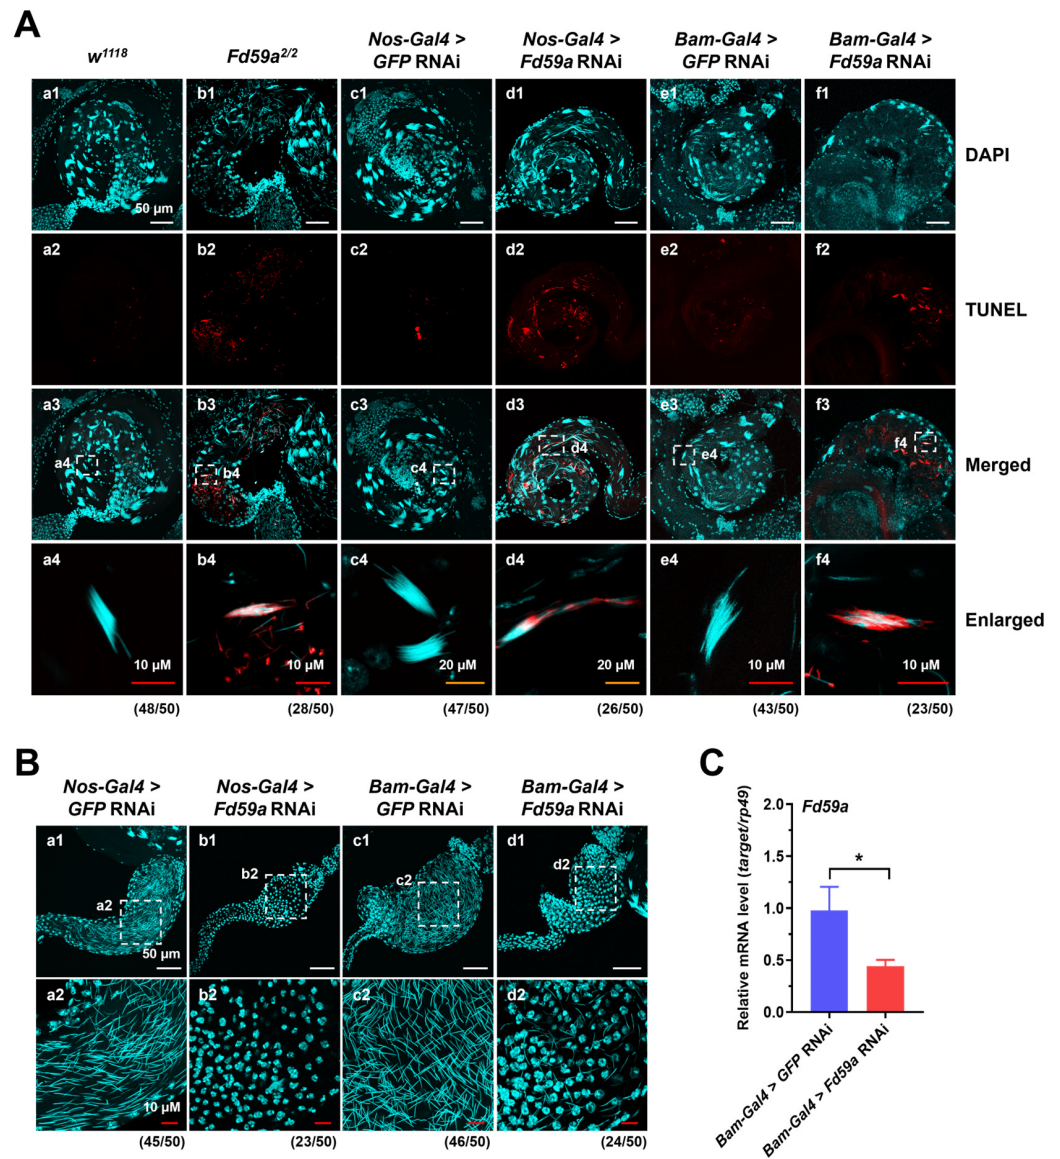 A
w1118
Fd59a2/2
Nos-Gal4 >
GFP RNAi
Nos-Gal4 >
Fd59a RNAi
Bam-Gal4 >
GFP RNAi
Bam-Gal4 >
Fd59a RNAi
a1
50 µm
b1
c1
d1
e1
f1
DAPI
a2
b2
c2
d2
e2
f2
TUNEL
a3
a4
b3
b4
c3
c4
d3
d4
e3
e4
f3
f4
Merged
a4
10 µM
b4
10 µM
c4
20 µM
d4
20 µM
e4
10 µM
f4
10 µM
Enlarged
(48/50)
(28/50)
(47/50)
(26/50)
(43/50)
(23/50)
B
Nos-Gal4 >
GFP RNAi
Nos-Gal4 >
Fd59a RNAi
Bam-Gal4 >
GFP RNAi
Bam-Gal4 >
Fd59a RNAi
a1
a2
50 µm
b1
b2
c1
c2
d1
d2
a2
10 µM
b2
c2
d2
(45/50)
(23/50)
(46/50)
(24/50)
C
Fd59a
Relative mRNA level (target/rp49)
2.0
1.5
1.0
0.5
0.0
*
Bam-Gal4 > GFP RNAi
Bam-Gal4 > Fd59a RNAi